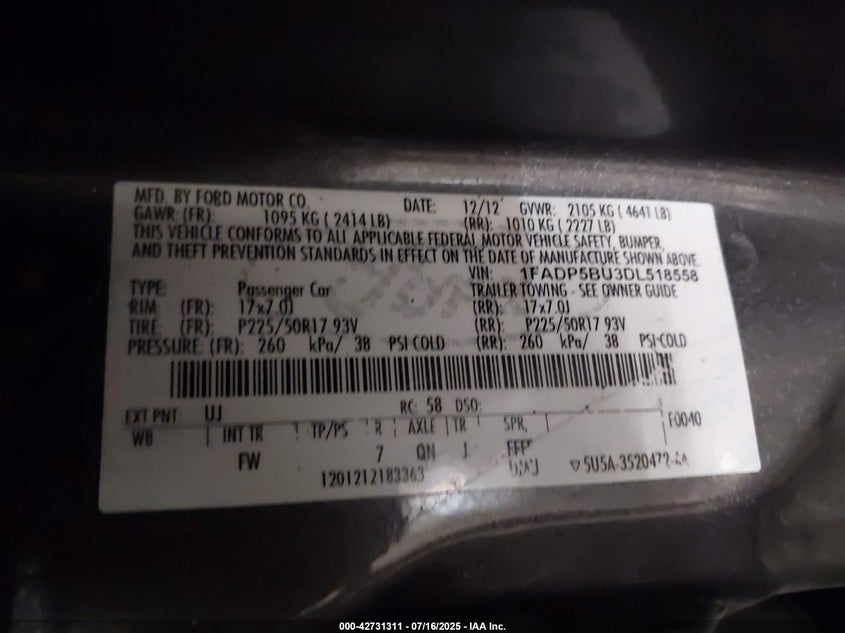 MFD. BY FORD MOTOR CO. DATE: 12/12 GVWR: 2105 KG ( 4641 LB)
GAWR: (FR): 1095 KG ( 2414 LB) (RR): 1010 KG ( 2227 LB)
THIS VEHICLE CONFORMS TO ALL APPLICABLE FEDERAL MOTOR VEHICLE SAFETY, BUMPER,
AND THEFT PREVENTION STANDARDS IN EFFECT ON THE DATE OF MANUFACTURE SHOWN ABOVE.
VIN: 1FADP5BU3DL518558
TYPE: Passenger Car TRAILER TOWING - SEE OWNER GUIDE
RIM (FR): 17x7.0J (RR): 17x7.0J
TIRE: (FR): P225/50R17 93V (RR): P225/50R17 93V
PRESSURE: (FR): 260 kPa/ 38 PSI-COLD (RR): 260 kPa/ 38 PSI-COLD
EXT PNT: UJ RC: 58 DSO:
WB INT TR TP/PS R AXLE TR SPR F0040
FW 7 QN J
1201212183363
000-42731311 - 07/16/2025 - IAA Inc.